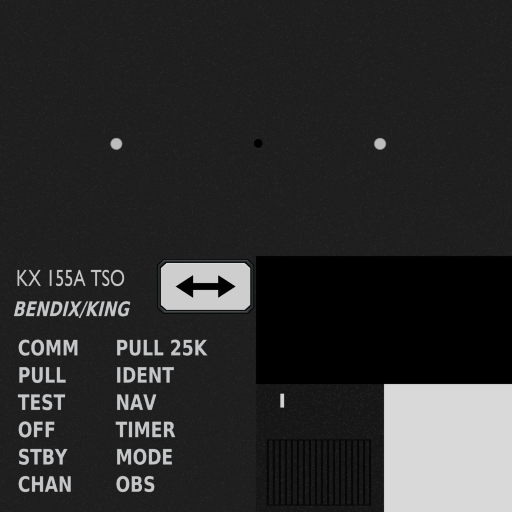 KX 155A TSO
BENDIX/KING
COMM PULL 25K
PULL IDENT
TEST NAV
OFF TIMER
STBY MODE
CHAN OBS